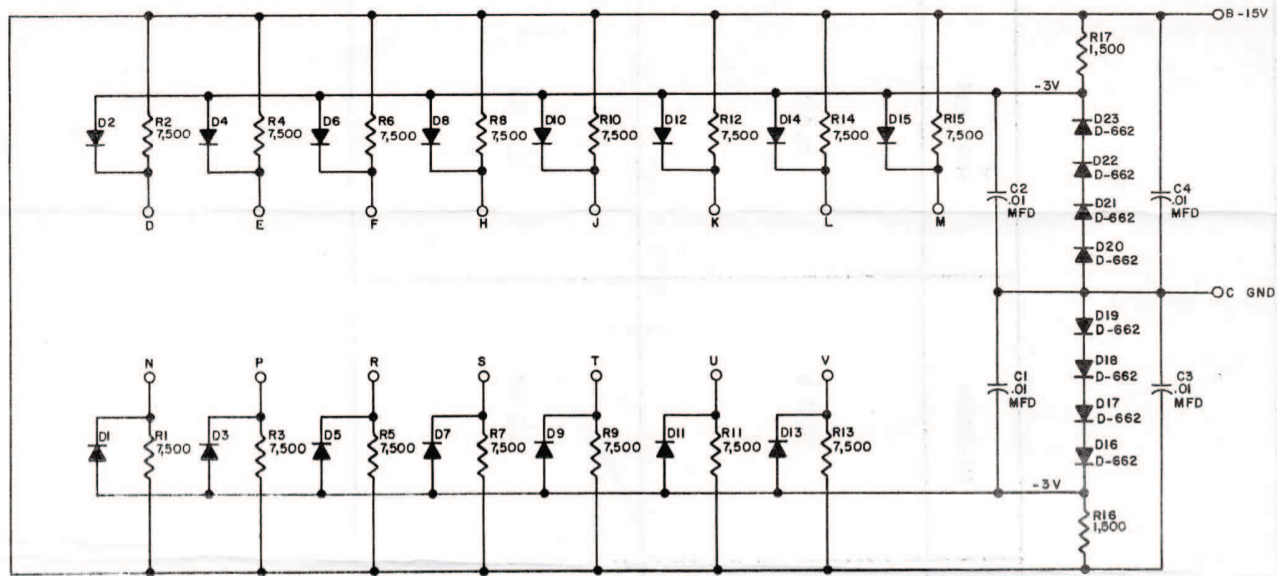 B -15V
R17
1,500
-3V
D2
R2
7,500
D4
R4
7,500
D6
R6
7,500
D8
R8
7,500
D10
R10
7,500
D12
R12
7,500
D14
R14
7,500
D15
R15
7,500
D23
D-662
D22
D-662
D21
D-662
D20
D-662
C2
.01
MFD
C4
.01
MFD
D
E
F
H
J
K
L
M
C GND
N
P
R
S
T
U
V
D19
D-662
D18
D-662
D17
D-662
D16
D-662
C1
.01
MFD
C3
.01
MFD
D1
R1
7,500
D3
R3
7,500
D5
R5
7,500
D7
R7
7,500
D9
R9
7,500
D11
R11
7,500
D13
R13
7,500
-3V
R16
1,500